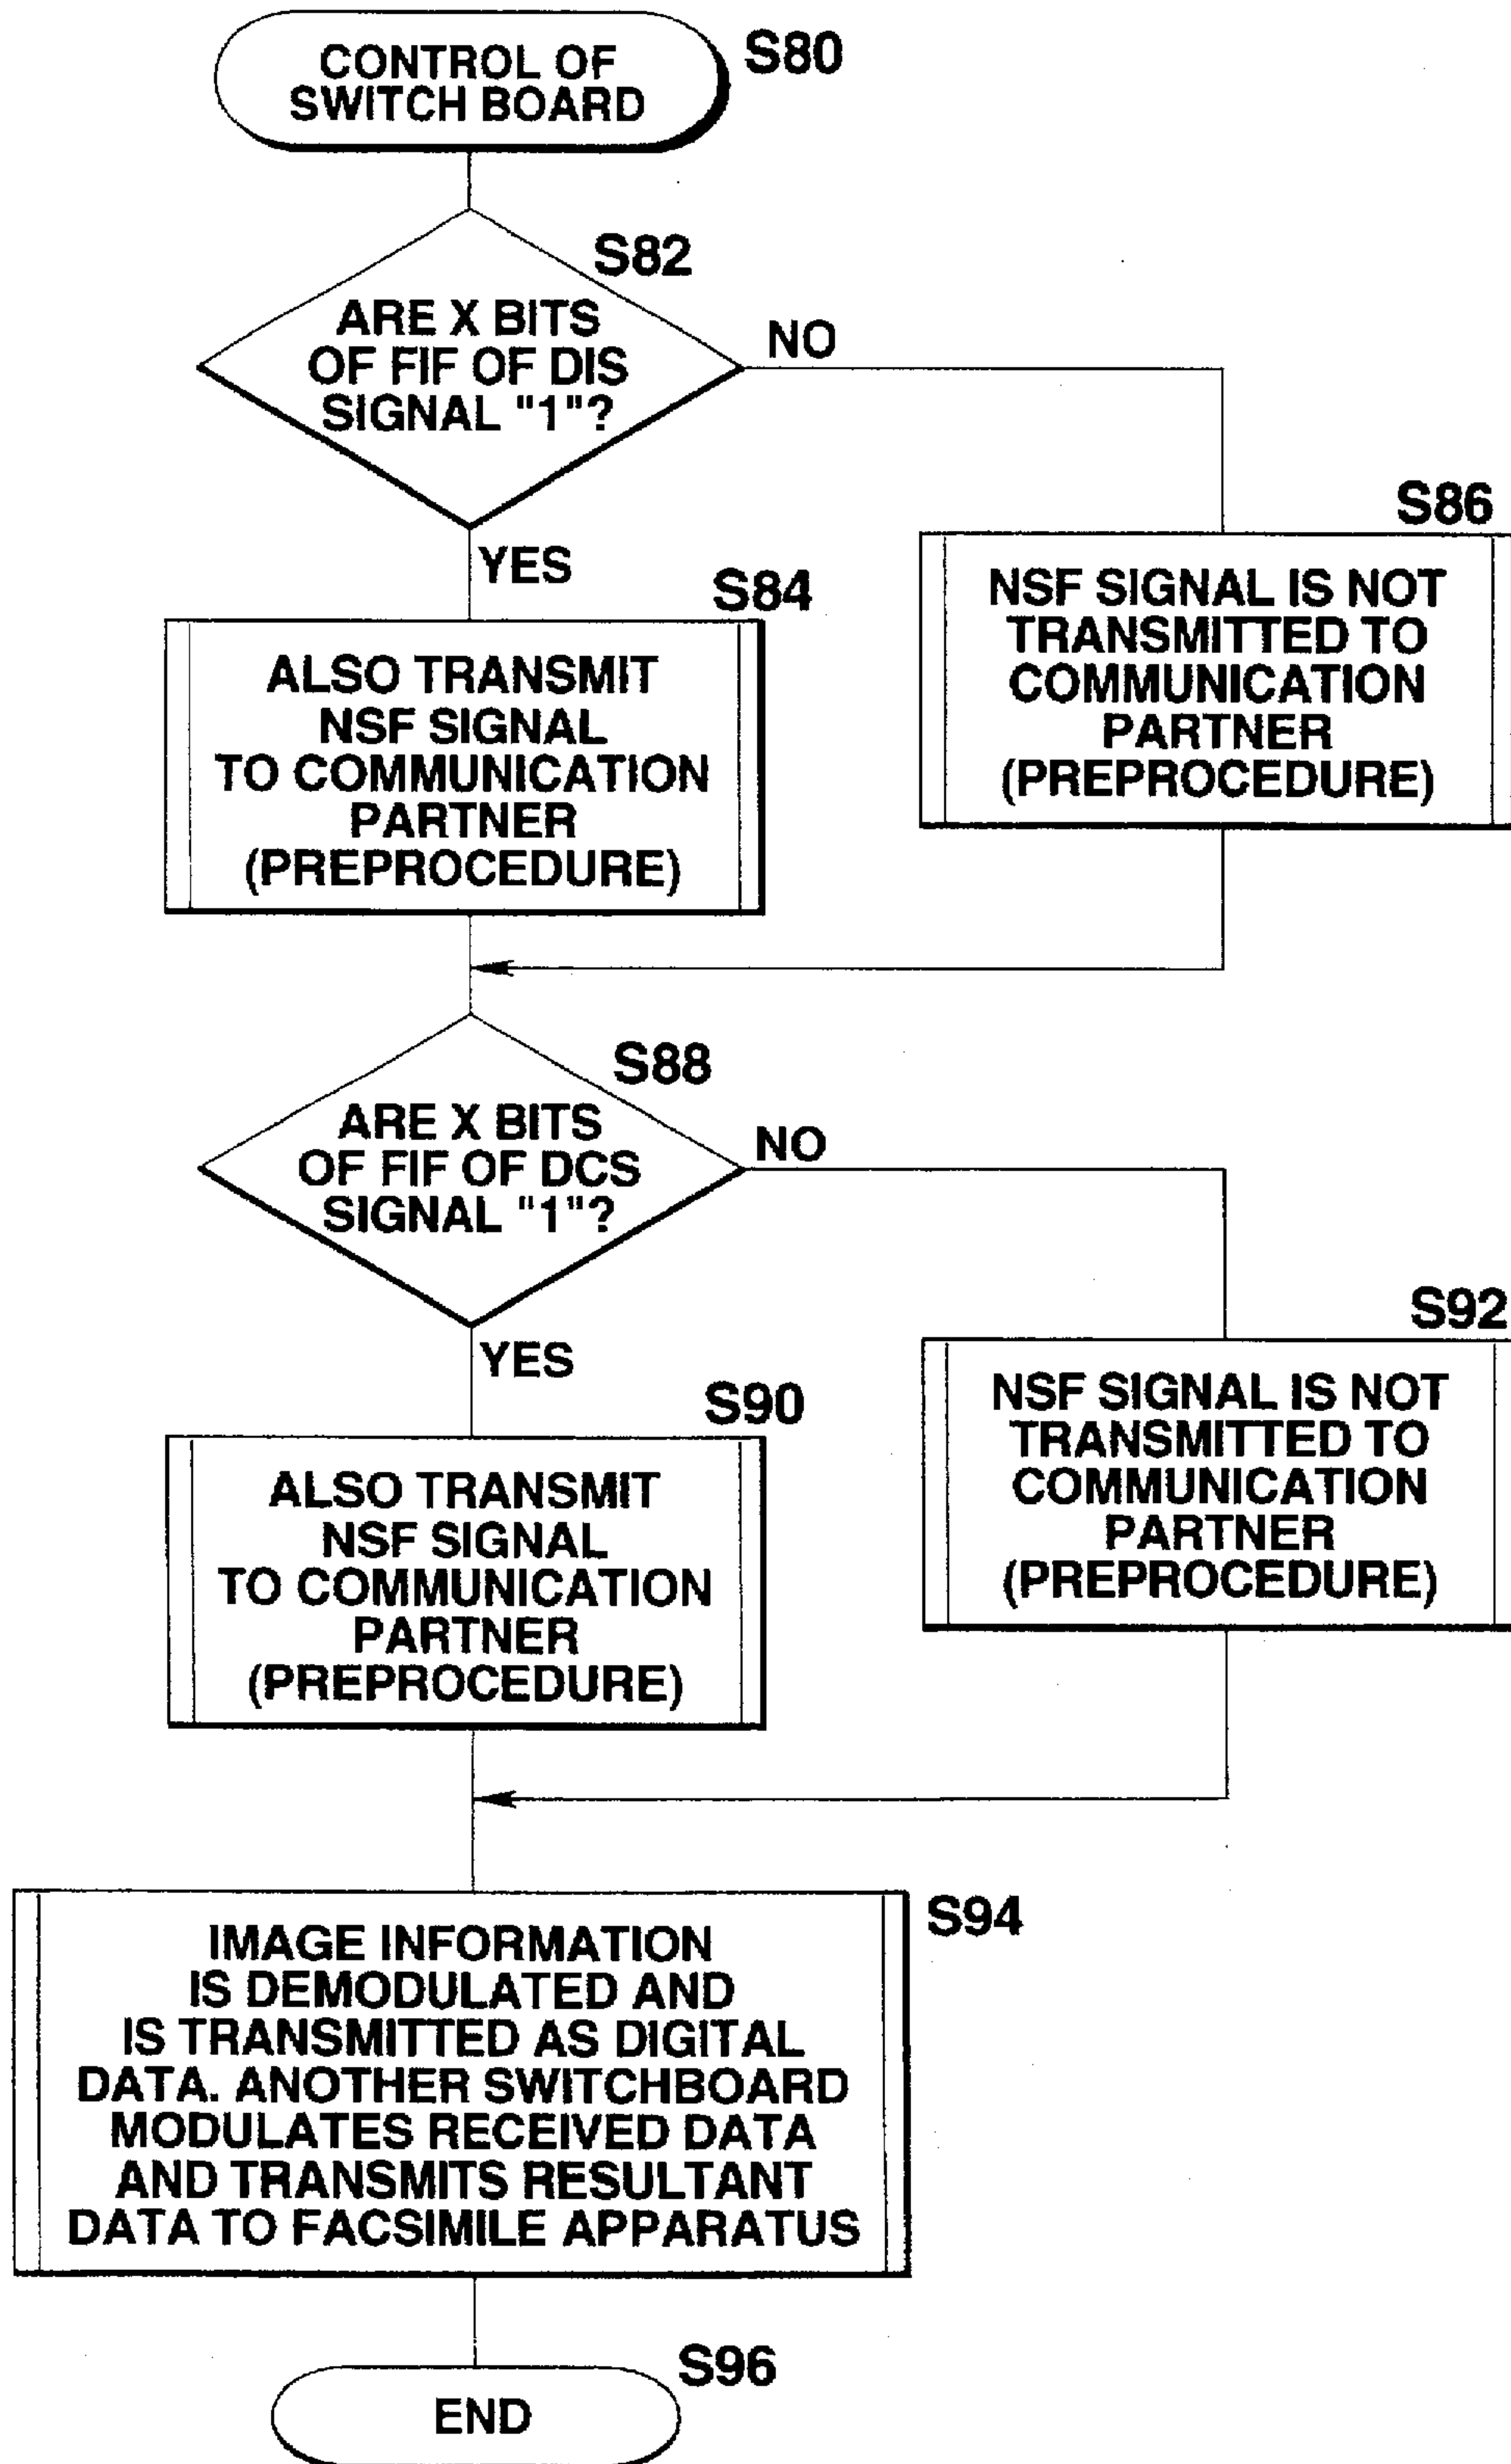 CONTROL OF
SWITCH BOARD
S80
S82
ARE X BITS
OF FIF OF DIS
SIGNAL "1"?
NO
YES
S84
ALSO TRANSMIT
NSF SIGNAL
TO COMMUNICATION
PARTNER
(PREPROCEDURE)
S86
NSF SIGNAL IS NOT
TRANSMITTED TO
COMMUNICATION
PARTNER
(PREPROCEDURE)
S88
ARE X BITS
OF FIF OF DCS
SIGNAL "1"?
NO
YES
S90
ALSO TRANSMIT
NSF SIGNAL
TO COMMUNICATION
PARTNER
(PREPROCEDURE)
S92
NSF SIGNAL IS NOT
TRANSMITTED TO
COMMUNICATION
PARTNER
(PREPROCEDURE)
S94
IMAGE INFORMATION
IS DEMODULATED AND
IS TRANSMITTED AS DIGITAL
DATA. ANOTHER SWITCHBOARD
MODULATES RECEIVED DATA
AND TRANSMITS RESULTANT
DATA TO FACSIMILE APPARATUS
S96
END